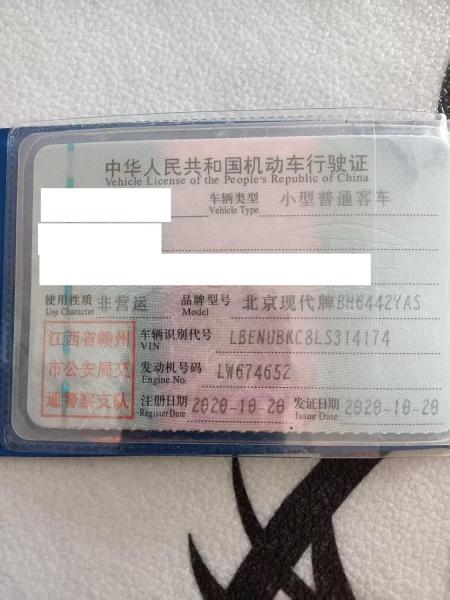 中华人民共和国机动车行驶证
Vehicle License of the People's Republic of China
车辆类型 小型普通客车
Vehicle Type
使用性质 非营运 品牌型号 北京现代牌BH6442YAS
Use Character Model
江西省赣州
市公安局交
通警察支队
车辆识别代号 LBENUBKC8LS314174
VIN
发动机号码 LW674652
Engine No.
注册日期 2020-10-20 发证日期 2020-10-20
Register Date Issue Date